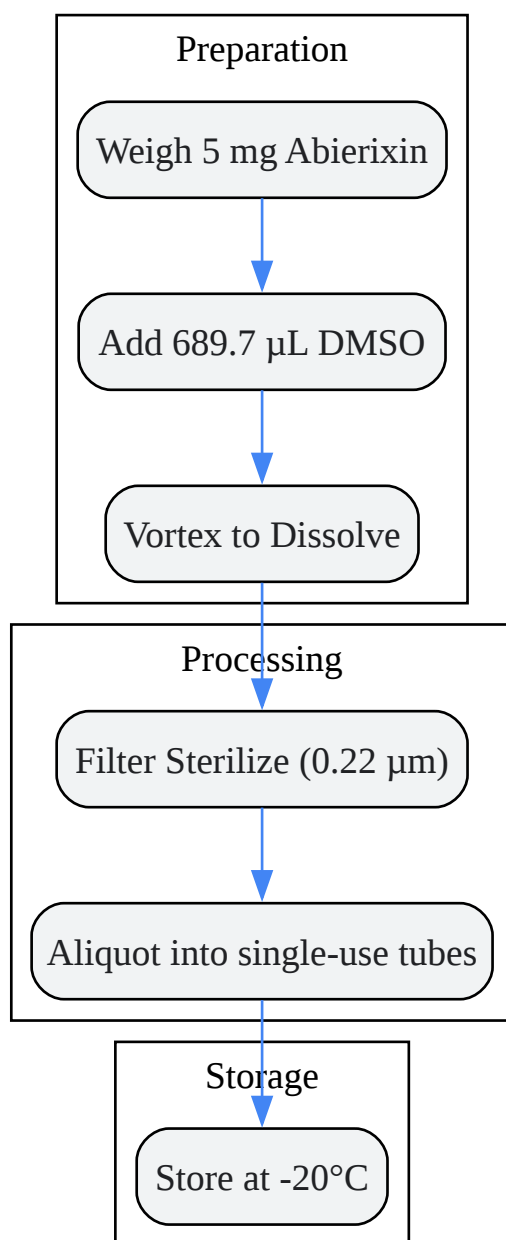 Preparation
Weigh 5 mg Abierixin
Add 689.7 µL DMSO
Vortex to Dissolve
Processing
Filter Sterilize (0.22 µm)
Aliquot into single-use tubes
Storage
Store at -20°C